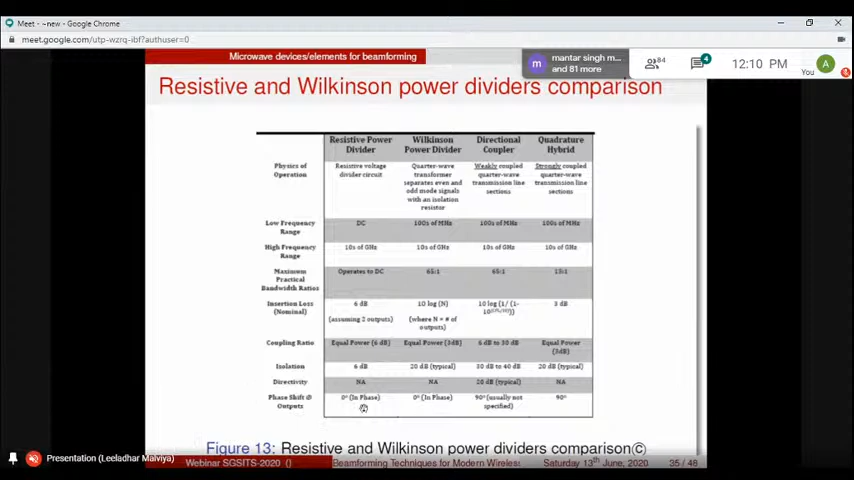 Meet - ~new - Google Chrome
meet.google.com/utp-wzrq-ibf?authuser=0
Microwave devices/elements for beamforming
mantar singh m...
and 81 more
84
4
12:10 PM
You
A
m
Resistive and Wilkinson power dividers comparison
Resistive Power Divider
Wilkinson Power Divider
Directional Coupler
Quadrature Hybrid
Physics of Operation
Resistive voltage divider circuit
Quarter-wave transformer separates even and odd mode signals with an isolation resistor
Weakly coupled quarter-wave transmission line sections
Strongly coupled quarter-wave transmission line sections
Low Frequency Range
DC
100s of MHz
100s of MHz
100s of MHz
High Frequency Range
10s of GHz
10s of GHz
10s of GHz
10s of GHz
Maximum Practical Bandwidth Ratios
Operates to DC
65:1
65:1
15:1
Insertion Loss (Nominal)
6 dB (assuming 2 outputs)
10 log (N) (where N = # of outputs)
10 log (1/ (1-
3 dB
Coupling Ratio
Equal Power (6 dB)
Equal Power (3dB)
6 dB to 30 dB
Equal Power (3dB)
Isolation
6 dB
20 dB (typical)
30 dB to 40 dB
20 dB (typical)
Directivity
NA
NA
20 dB (typical)
NA
Phase Shift @ Outputs
0° (In Phase)
0° (In Phase)
90° (usually not specified)
90°
Figure 13: Resistive and Wilkinson power dividers comparison©
Presentation (Leeladhar Malviya)
Webinar SGSITS-2020 ()
Beamforming Techniques for Modern Wireless
Saturday 13th June, 2020
35 / 48